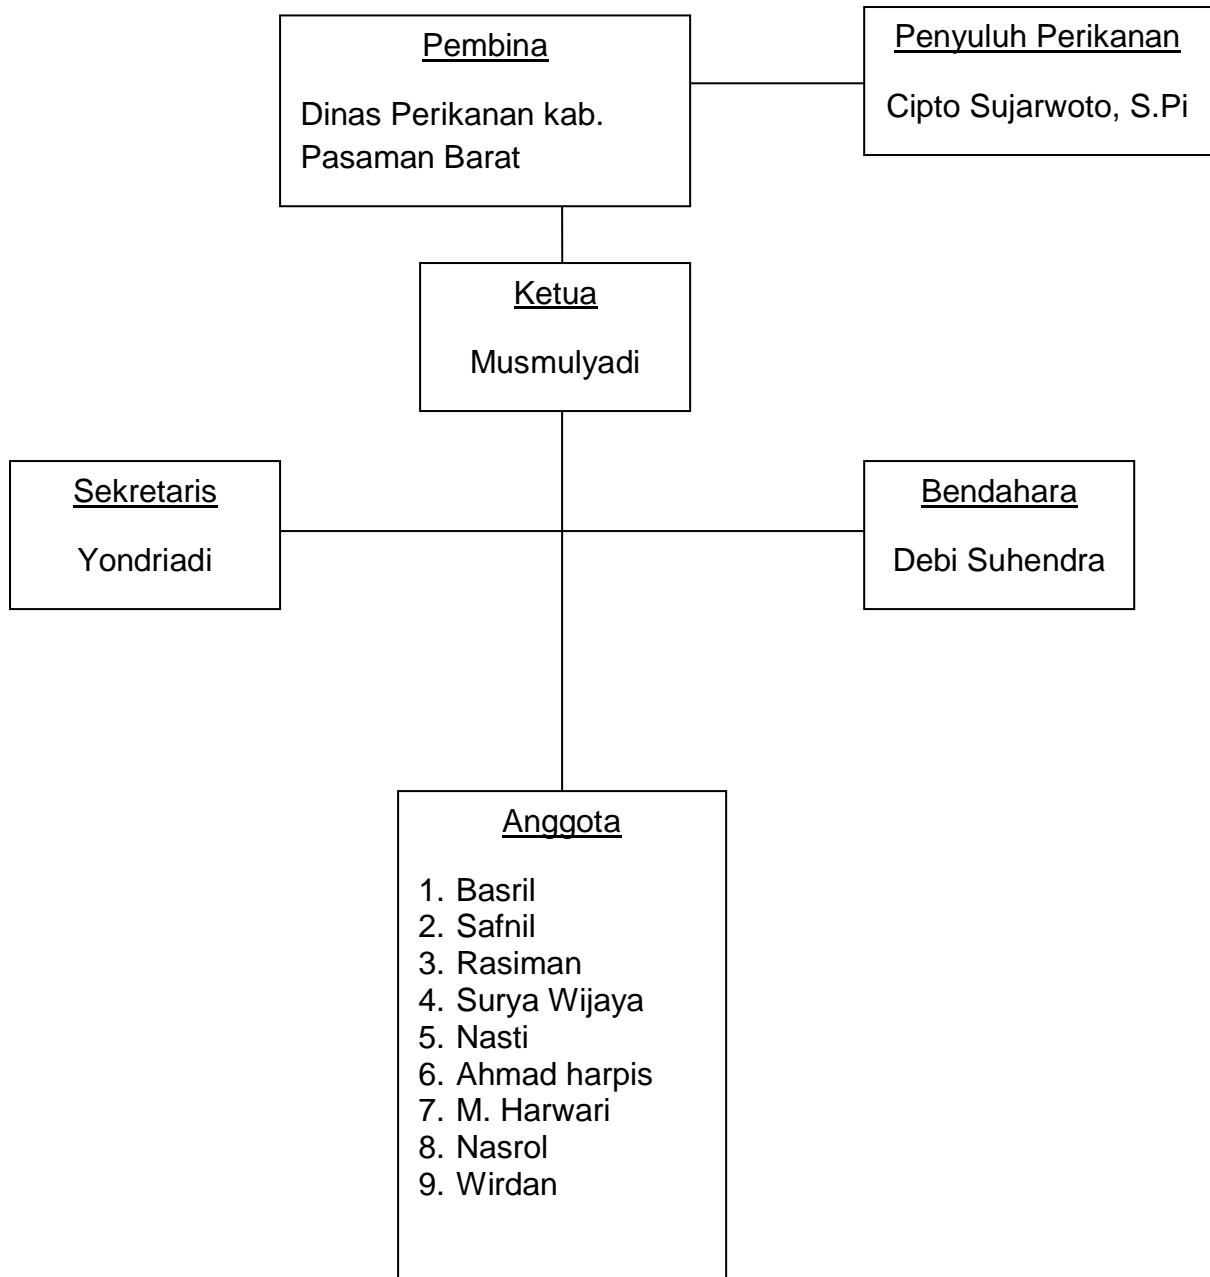 Pembina
Dinas Perikanan kab.
Pasaman Barat
Penyuluh Perikanan
Cipto Sujarwoto, S.Pi
Ketua
Musmulyadi
Sekretaris
Yondriadi
Bendahara
Debi Suhendra
Anggota
1. Basril
2. Safnil
3. Rasiman
4. Surya Wijaya
5. Nasti
6. Ahmad harpis
7. M. Harwari
8. Nasrol
9. Wirdan